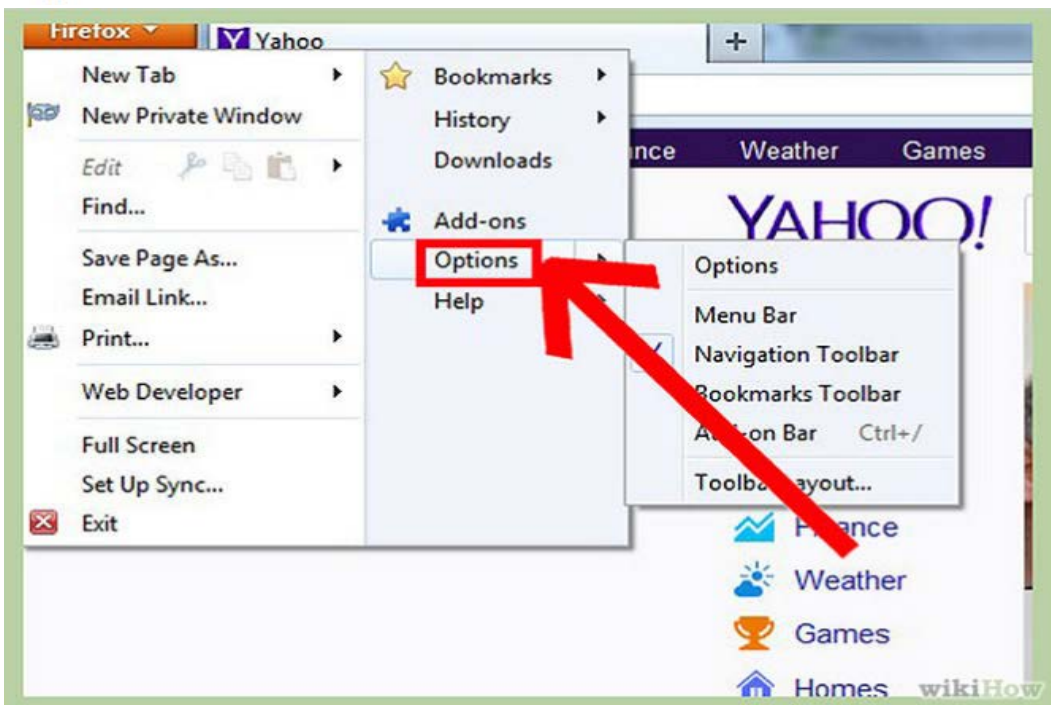 Firefox
Yahoo
New Tab
New Private Window
Edit
Find...
Save Page As...
Email Link...
Print...
Web Developer
Full Screen
Set Up Sync...
Exit
Bookmarks
History
Downloads
Add-ons
Options
Help
Options
Menu Bar
Navigation Toolbar
Bookmarks Toolbar
Bar Ctrl+/
Weather Games
YAHOO!
Weather
Games
Homes
wikiHow